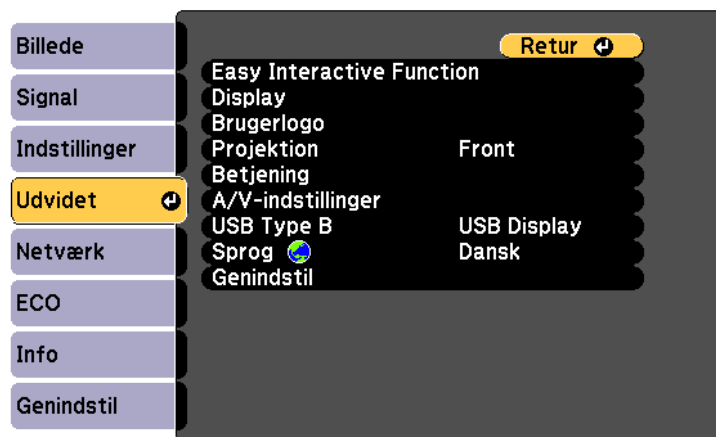 Billede
Signal
Indstillinger
Udvidet
Netværk
ECO
Info
Genindstil
Retur
Easy Interactive Function
Display
Brugerlogo
Projektion Front
Betjening
A/V-indstillinger
USB Type B USB Display
Sprog Dansk
Genindstil